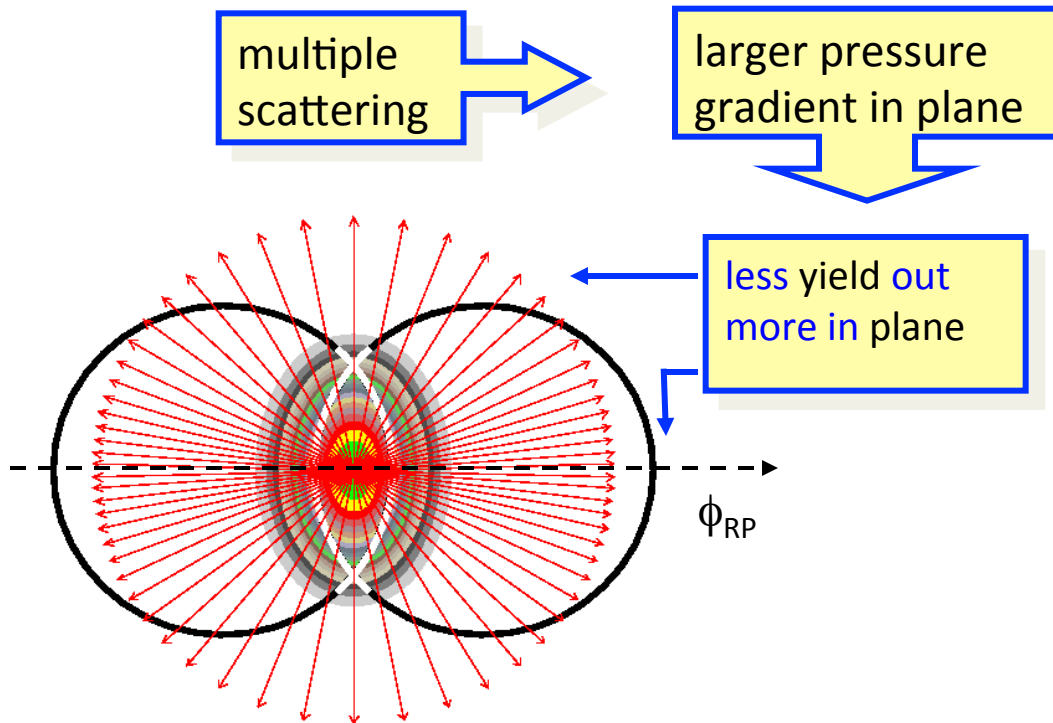 multiple
scattering
larger pressure
gradient in plane
less yield out
more in plane
ϕRP